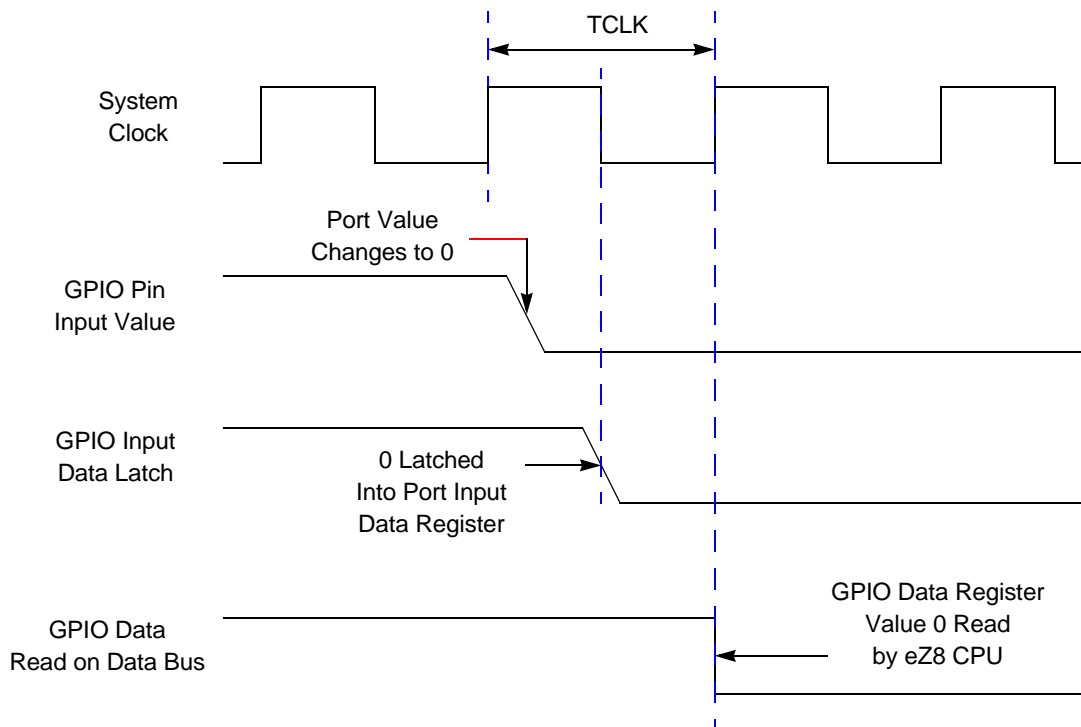 TCLK
System
Clock
Port Value
Changes to 0
GPIO Pin
Input Value
GPIO Input
Data Latch
0 Latched
Into Port Input
Data Register
GPIO Data
Read on Data Bus
GPIO Data Register
Value 0 Read
by eZ8 CPU